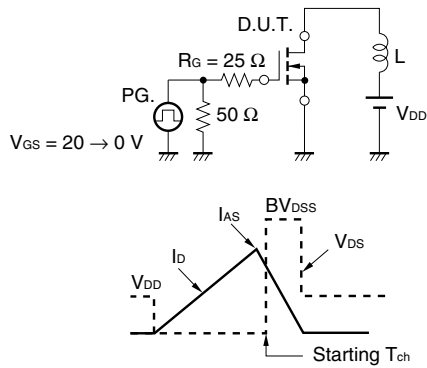 D.U.T.
RG = 25 Ω
L
PG.
50 Ω
VDD
VGS = 20 → 0 V
BVDSS
IAS
VDS
ID
VDD
Starting Tch